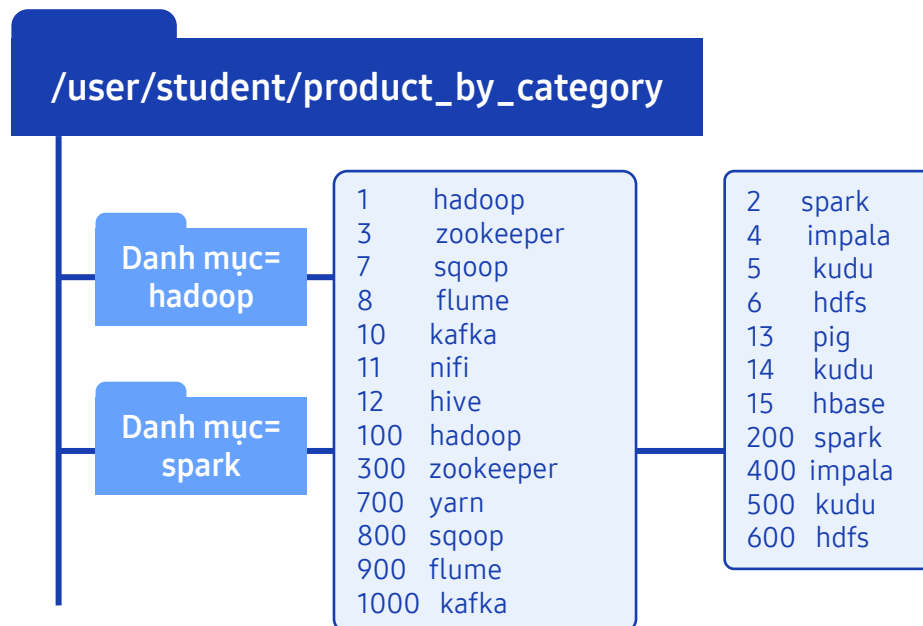 /user/student/product_by_category
Danh mục=
hadoop
Danh mục=
spark
1 hadoop
3 zookeeper
7 sqoop
8 flume
10 kafka
11 nifi
12 hive
100 hadoop
300 zookeeper
700 yarn
800 sqoop
900 flume
1000 kafka
2 spark
4 impala
5 kudu
6 hdfs
13 pig
14 kudu
15 hbase
200 spark
400 impala
500 kudu
600 hdfs